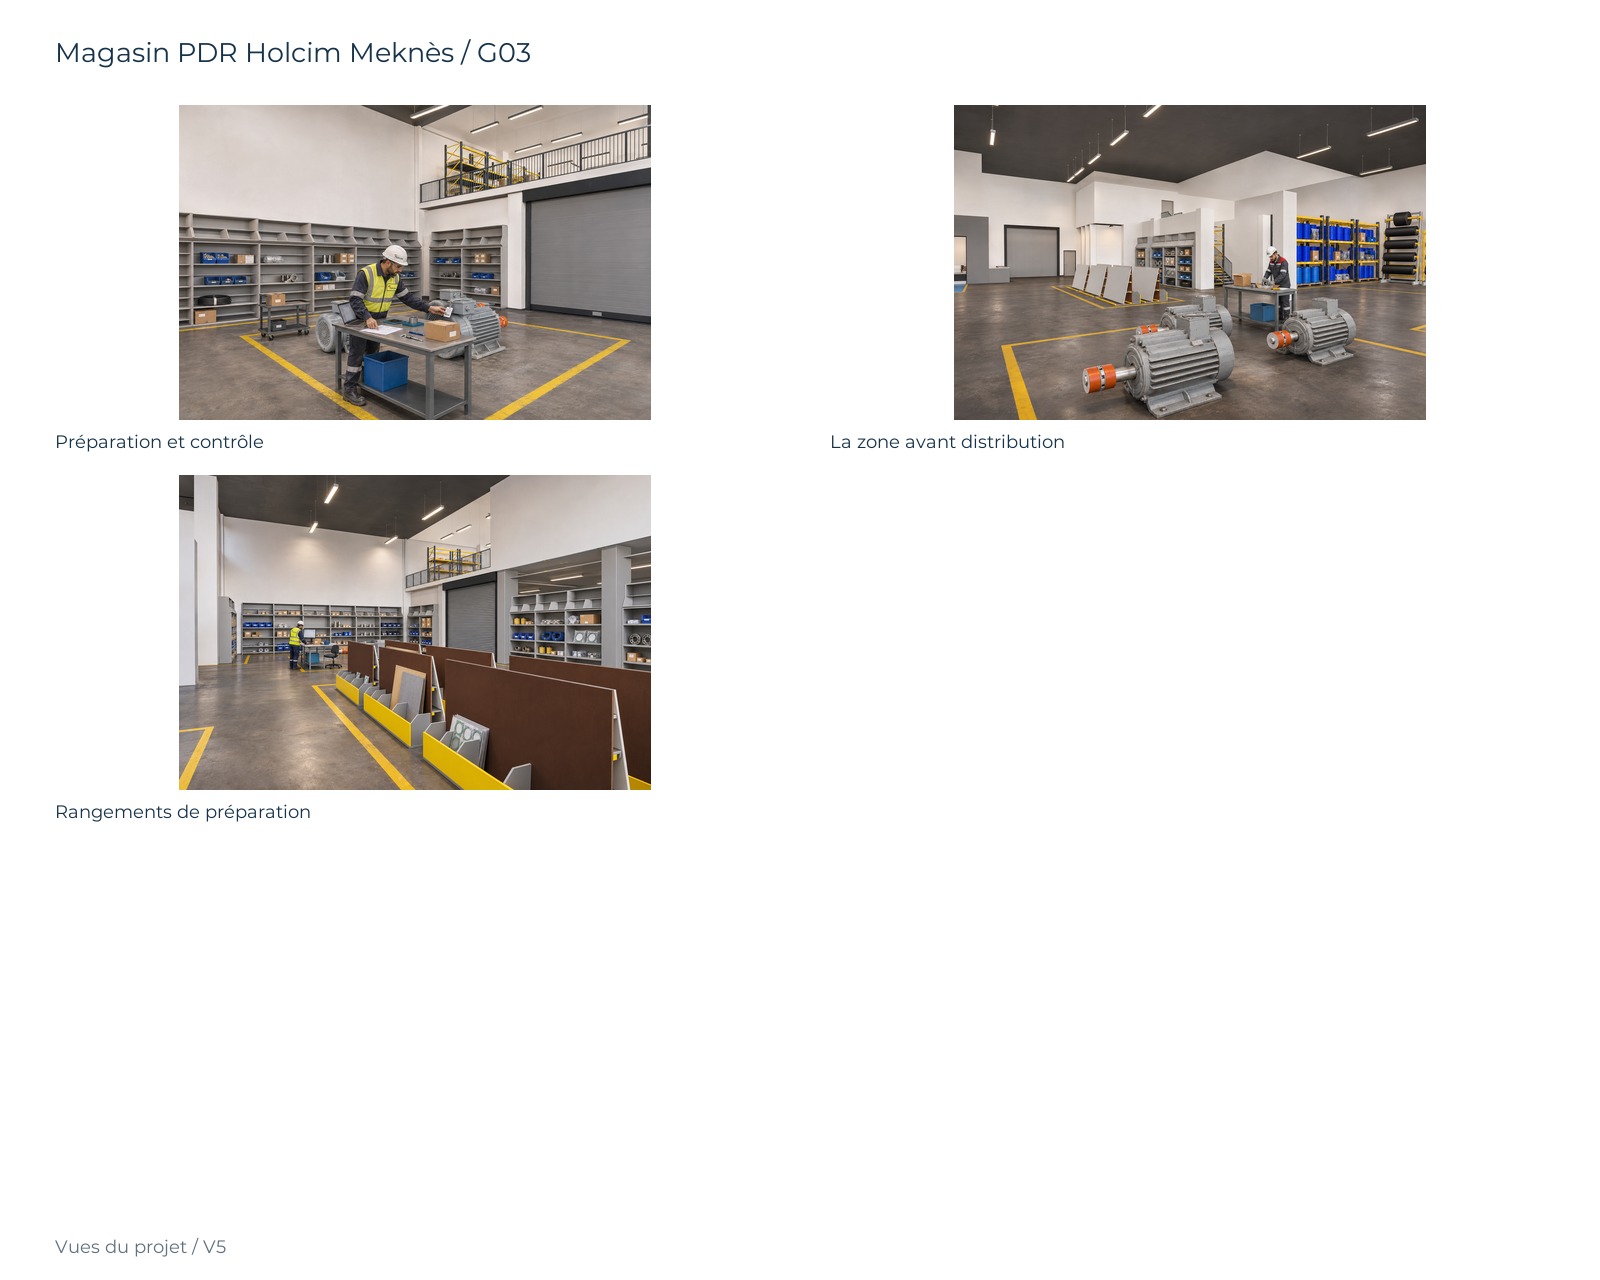 Magasin PDR Holcim Meknès / G03
Préparation et contrôle
La zone avant distribution
Rangements de préparation
Vues du projet / V5